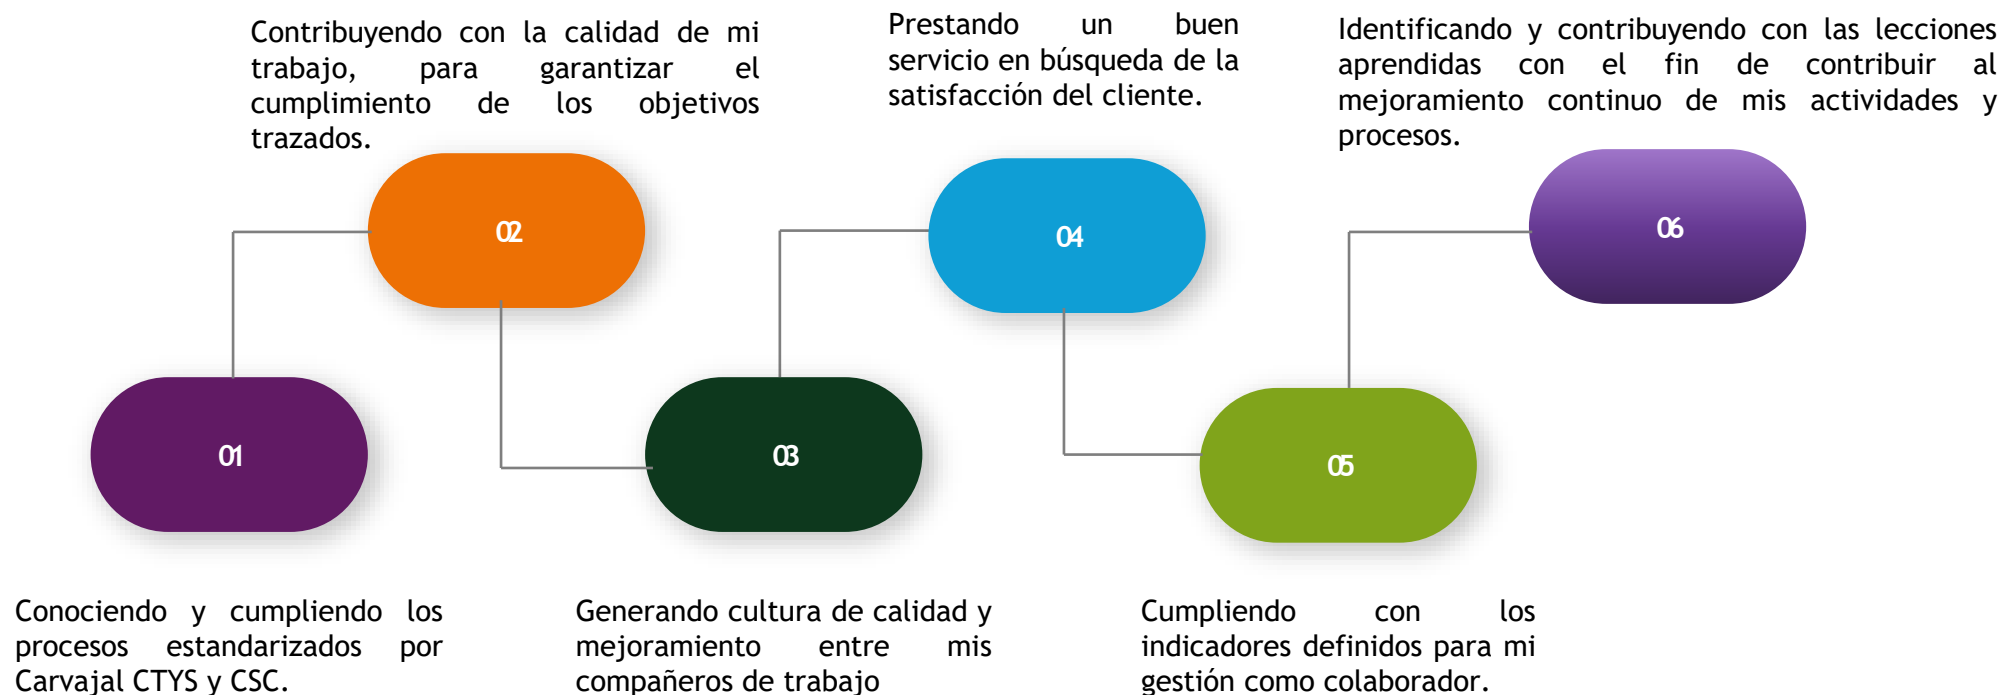 Contribuyendo con la calidad de mi
trabajo, para garantizar el
cumplimiento de los objetivos
trazados.
Prestando un buen
servicio en búsqueda de la
satisfacción del cliente.
Identificando y contribuyendo con las lecciones
aprendidas con el fin de contribuir al
mejoramiento continuo de mis actividades y
procesos.
02
04
06
01
03
05
Conociendo y cumpliendo los
procesos estandarizados por
Carvajal CTYS y CSC.
Generando cultura de calidad y
mejoramiento entre mis
compañeros de trabajo
Cumpliendo con los
indicadores definidos para mi
gestión como colaborador.